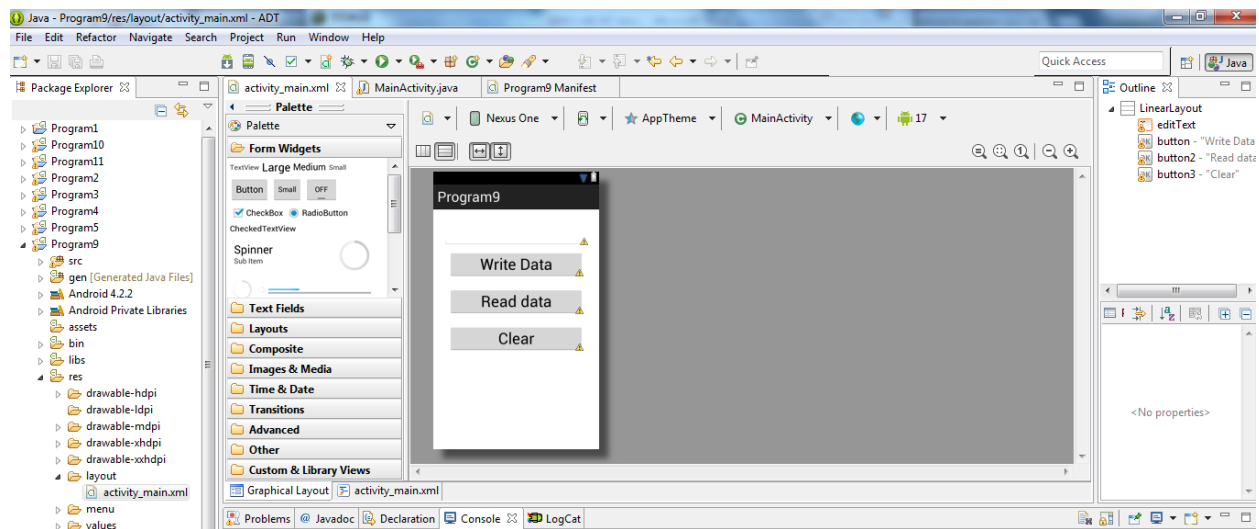 Java - Program9/res/layout/activity_main.xml - ADT
File Edit Refactor Navigate Search Project Run Window Help
Quick Access
Java
Package Explorer
Program1
Program10
Program11
Program2
Program3
Program4
Program5
Program9
src
gen [Generated Java Files]
Android 4.2.2
Android Private Libraries
assets
bin
libs
res
drawable-hdpi
drawable-ldpi
drawable-mdpi
drawable-xhdpi
drawable-xxhdpi
layout
activity_main.xml
menu
values
activity_main.xml MainActivity.java Program9 Manifest
Palette
Palette
Form Widgets
TextView Large Medium Small
Button Small OFF
CheckBox RadioButton
CheckedTextView
Spinner
Sub Item
Text Fields
Layouts
Composite
Images & Media
Time & Date
Transitions
Advanced
Other
Custom & Library Views
Graphical Layout activity_main.xml
Nexus One AppTheme MainActivity 17
Program9
Write Data
Read data
Clear
Outline
LinearLayout
editText
button - "Write Data
button2 - "Read data
button3 - "Clear"
<No properties>
Problems Javadoc Declaration Console LogCat